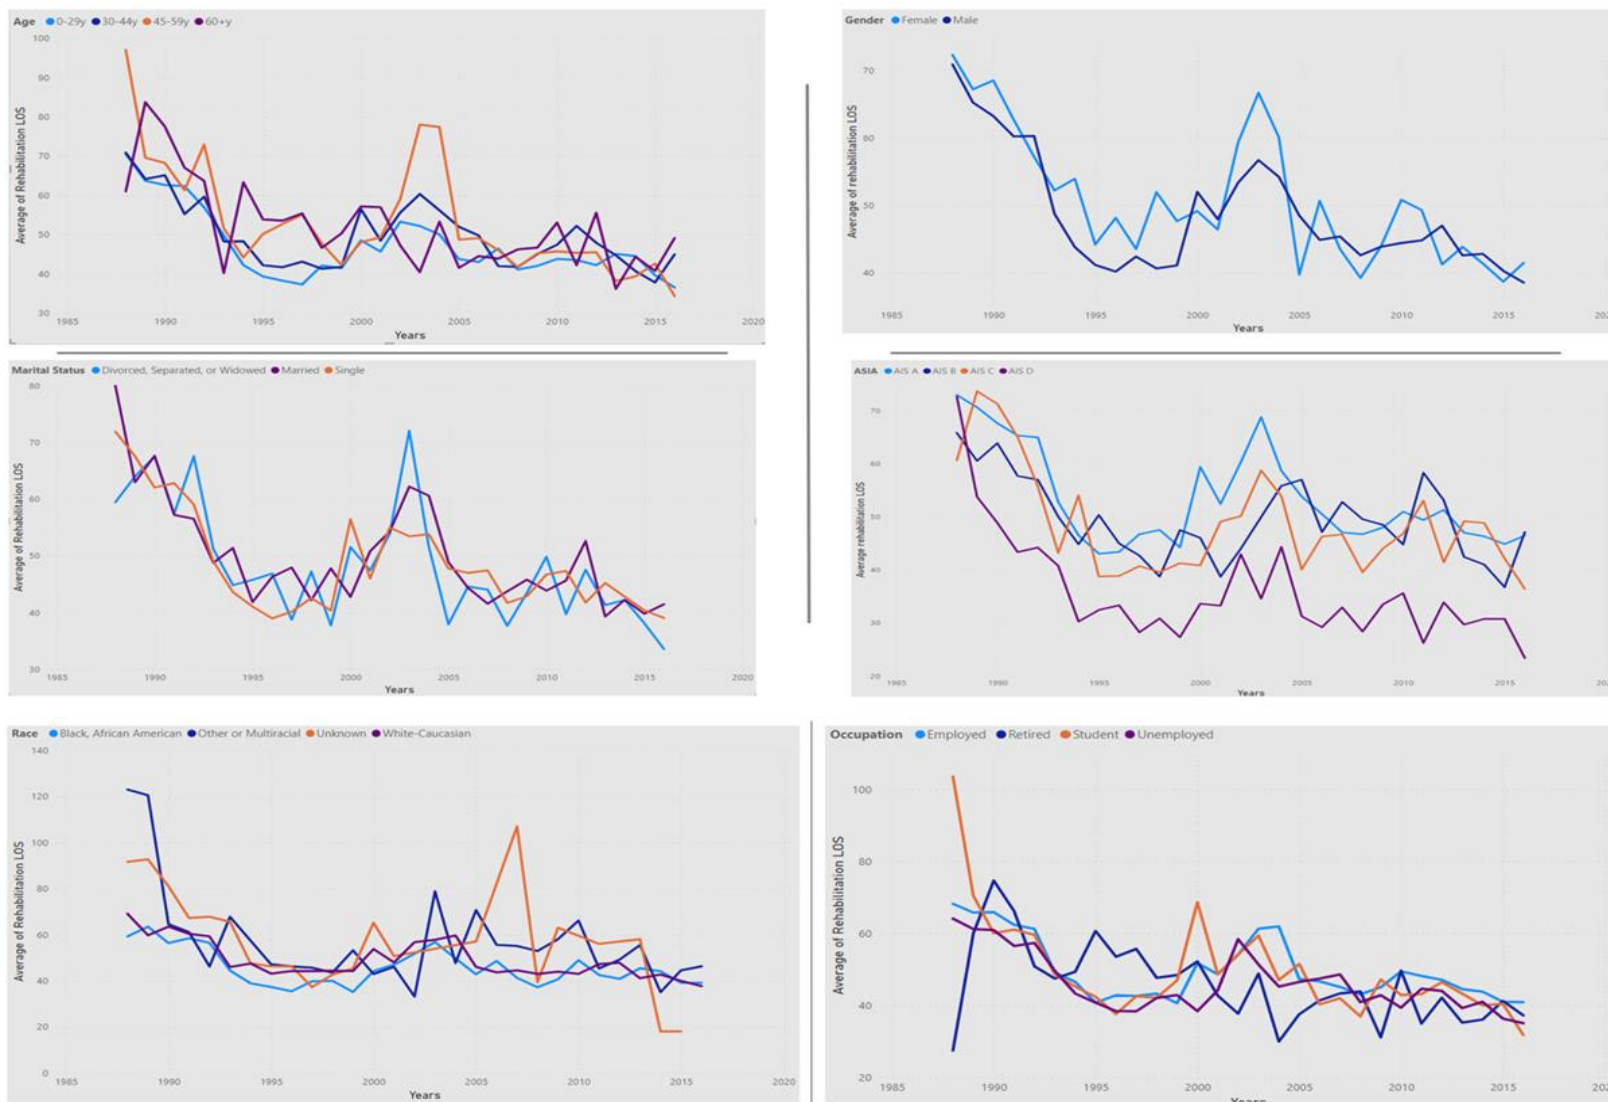 Age 0-29y 30-44y 45-59y 60+y
100
90
80
70
60
50
40
30
Average of Rehabilitation LOS
1985 1990 1995 2000 2005 2010 2015 2020
Years
Gender Female Male
70
60
50
40
Average of rehabilitation LOS
1985 1990 1995 2000 2005 2010 2015 202
Years
Marital Status Divorced, Separated, or Widowed Married Single
80
70
60
50
40
30
Average of Rehabilitation LOS
1985 1990 1995 2000 2005 2010 2015 2020
Years
ASIA AIS A AIS B AIS C AIS D
70
60
50
40
30
20
Average rehabilitation LOS
1985 1990 1995 2000 2005 2010 2015 202
Years
Race Black, African American Other or Multiracial Unknown White-Caucasian
140
120
100
80
60
40
20
0
Average of Rehabilitation LOS
1985 1990 1995 2000 2005 2010 2015 2020
Years
Occupation Employed Retired Student Unemployed
100
80
60
40
20
Average of Rehabilitation LOS
1985 1990 1995 2000 2005 2010 2015 202
Years